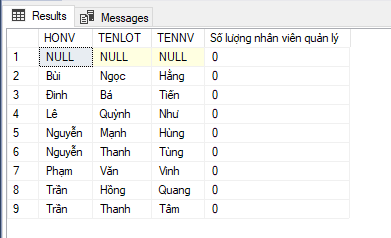 Results Messages
HONV TENLOT TENNV Số lượng nhân viên quản lý
1 NULL NULL NULL 0
2 Bùi Ngọc Hằng 0
3 Đinh Bá Tiến 0
4 Lê Quỳnh Như 0
5 Nguyễn Mạnh Hùng 0
6 Nguyễn Thanh Tùng 0
7 Phạm Văn Vinh 0
8 Trần Hồng Quang 0
9 Trần Thanh Tâm 0